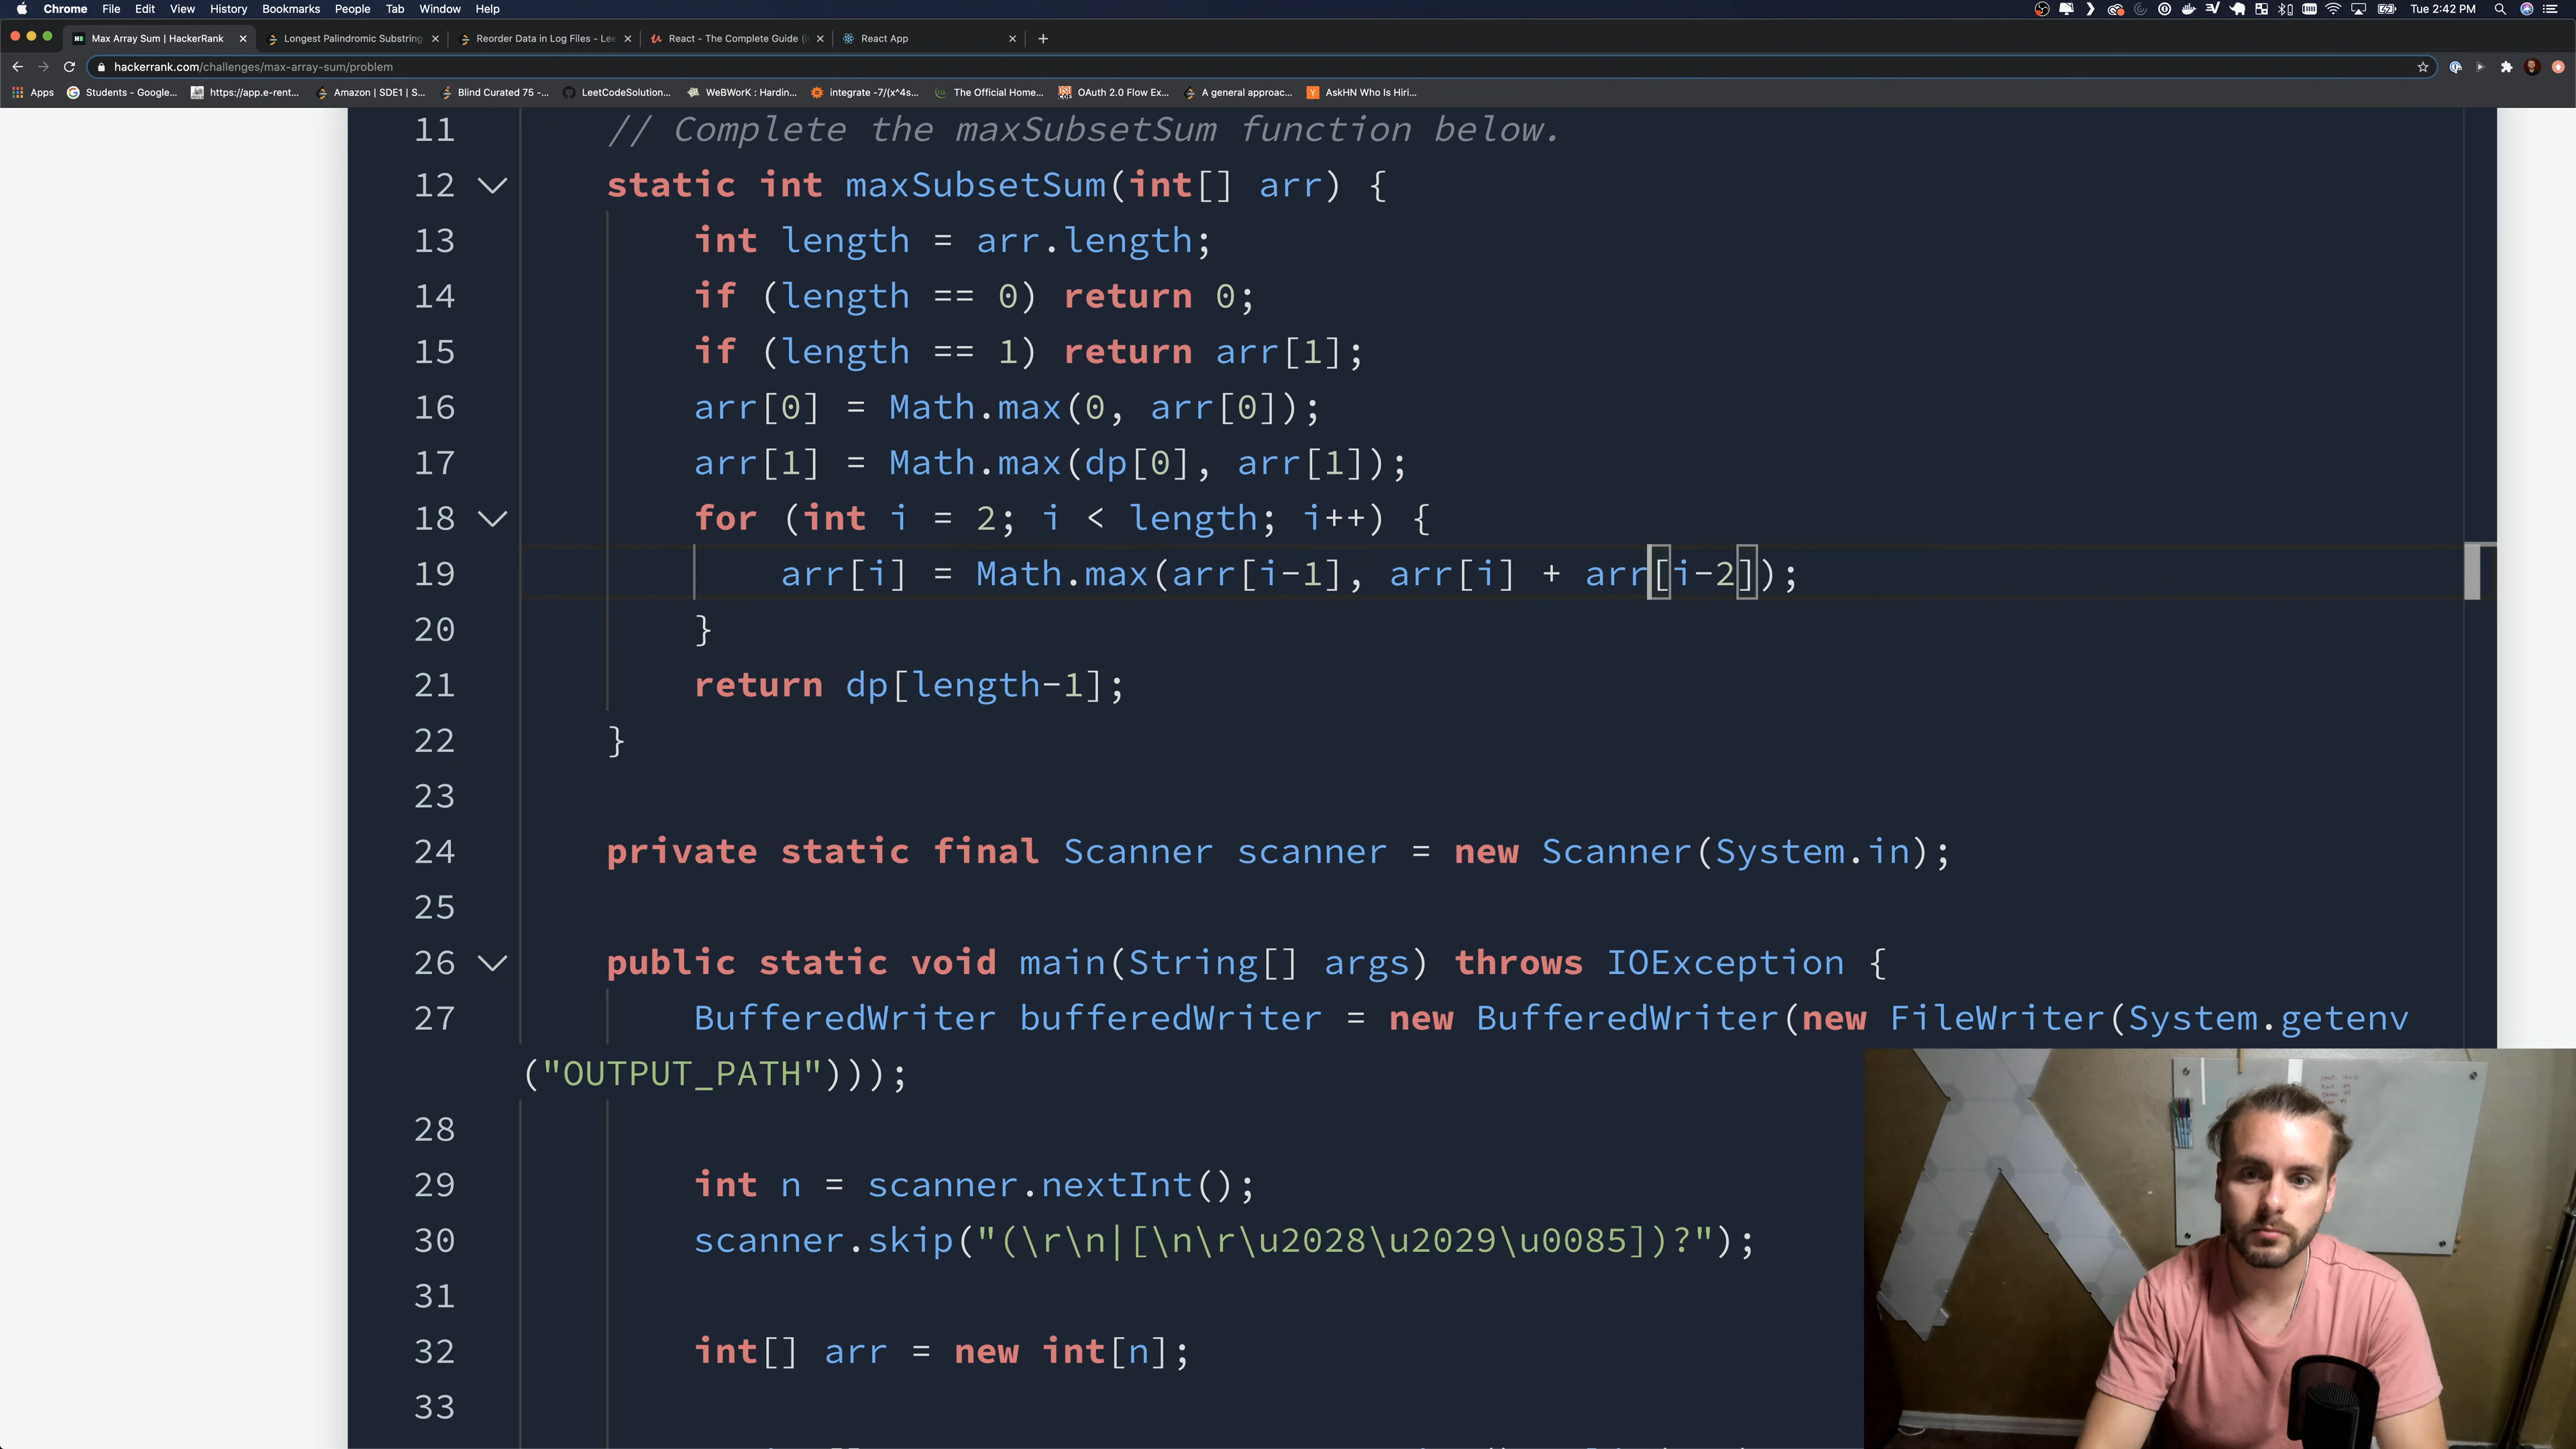 Chrome File Edit View History Bookmarks People Tab Window Help Tue 2:42 PM
Max Array Sum | HackerRank Longest Palindromic Substring Reorder Data in Log Files - Lee React - The Complete Guide (i React App
hackerrank.com/challenges/max-array-sum/problem
Apps Students - Google... https://app.e-rent... Amazon | SDE1 | S... Blind Curated 75 -... LeetCodeSolution... WeBWorK : Hardin... integrate -7/(x^4s... The Official Home... OAuth 2.0 Flow Ex... A general approac... AskHN Who Is Hiri...
11 // Complete the maxSubsetSum function below.
12 static int maxSubsetSum(int[] arr) {
13 int length = arr.length;
14 if (length == 0) return 0;
15 if (length == 1) return arr[1];
16 arr[0] = Math.max(0, arr[0]);
17 arr[1] = Math.max(dp[0], arr[1]);
18 for (int i = 2; i < length; i++) {
19 arr[i] = Math.max(arr[i-1], arr[i] + arr[i-2]);
20 }
21 return dp[length-1];
22 }
23
24 private static final Scanner scanner = new Scanner(System.in);
25
26 public static void main(String[] args) throws IOException {
27 BufferedWriter bufferedWriter = new BufferedWriter(new FileWriter(System.getenv
("OUTPUT_PATH")));
28
29 int n = scanner.nextInt();
30 scanner.skip("(\r\n|[\n\r\u2028\u2029\u0085])?");
31
32 int[] arr = new int[n];
33